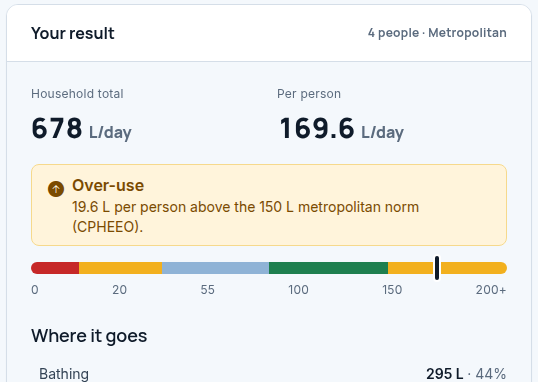 Your result
4 people · Metropolitan
Household total
Per person
678 L/day
169.6 L/day
Over-use
19.6 L per person above the 150 L metropolitan norm
(CPHEEO).
0 20 55 100 150 200+
Where it goes
Bathing
295 L · 44%